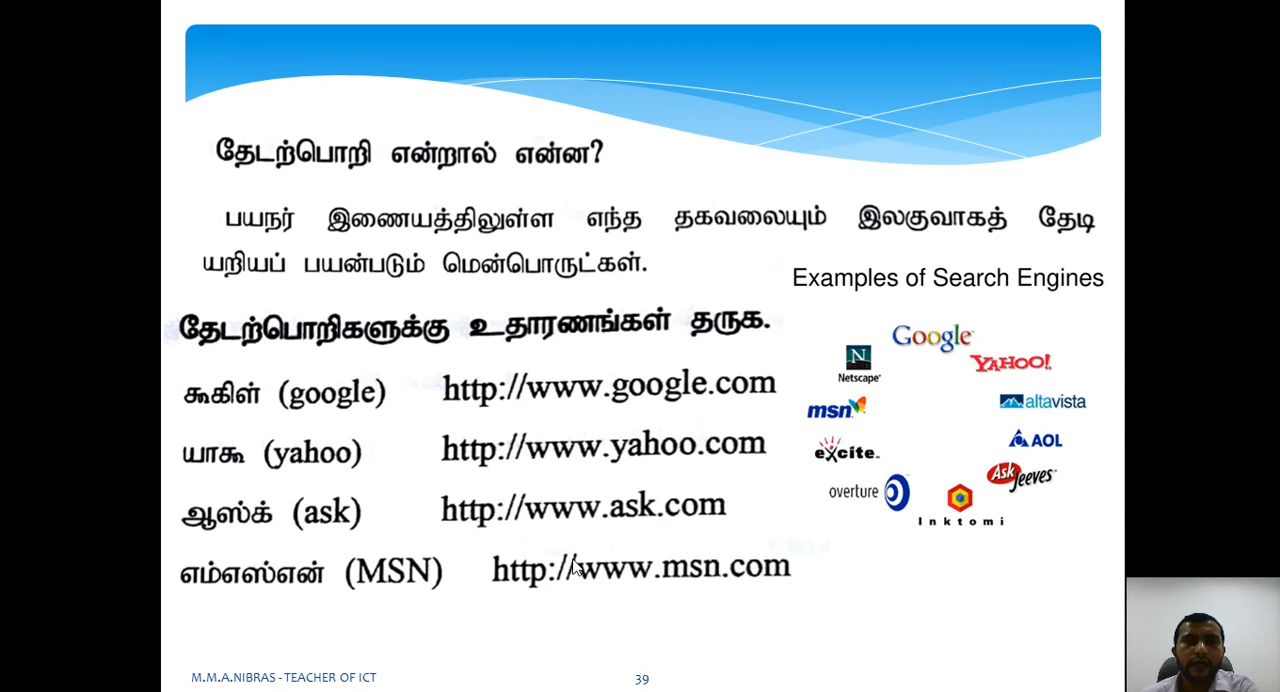 தேடற்பொறி என்றால் என்ன?
பயநர் இணையத்திலுள்ள எந்த தகவலையும் இலகுவாகத் தேடி
யறியப் பயன்படும் மென்பொருட்கள்.
Examples of Search Engines
தேடற்பொறிகளுக்கு உதாரணங்கள் தருக.
கூகிள் (google) http://www.google.com
யாகூ (yahoo) http://www.yahoo.com
ஆஸ்க் (ask) http://www.ask.com
எம்எஸ்என் (MSN) http://www.msn.com
Google
N
Netscape
YAHOO!
msn
altavista
excite
AOL
overture
Ask Jeeves
Inktomi
M.M.A.NIBRAS - TEACHER OF ICT
39